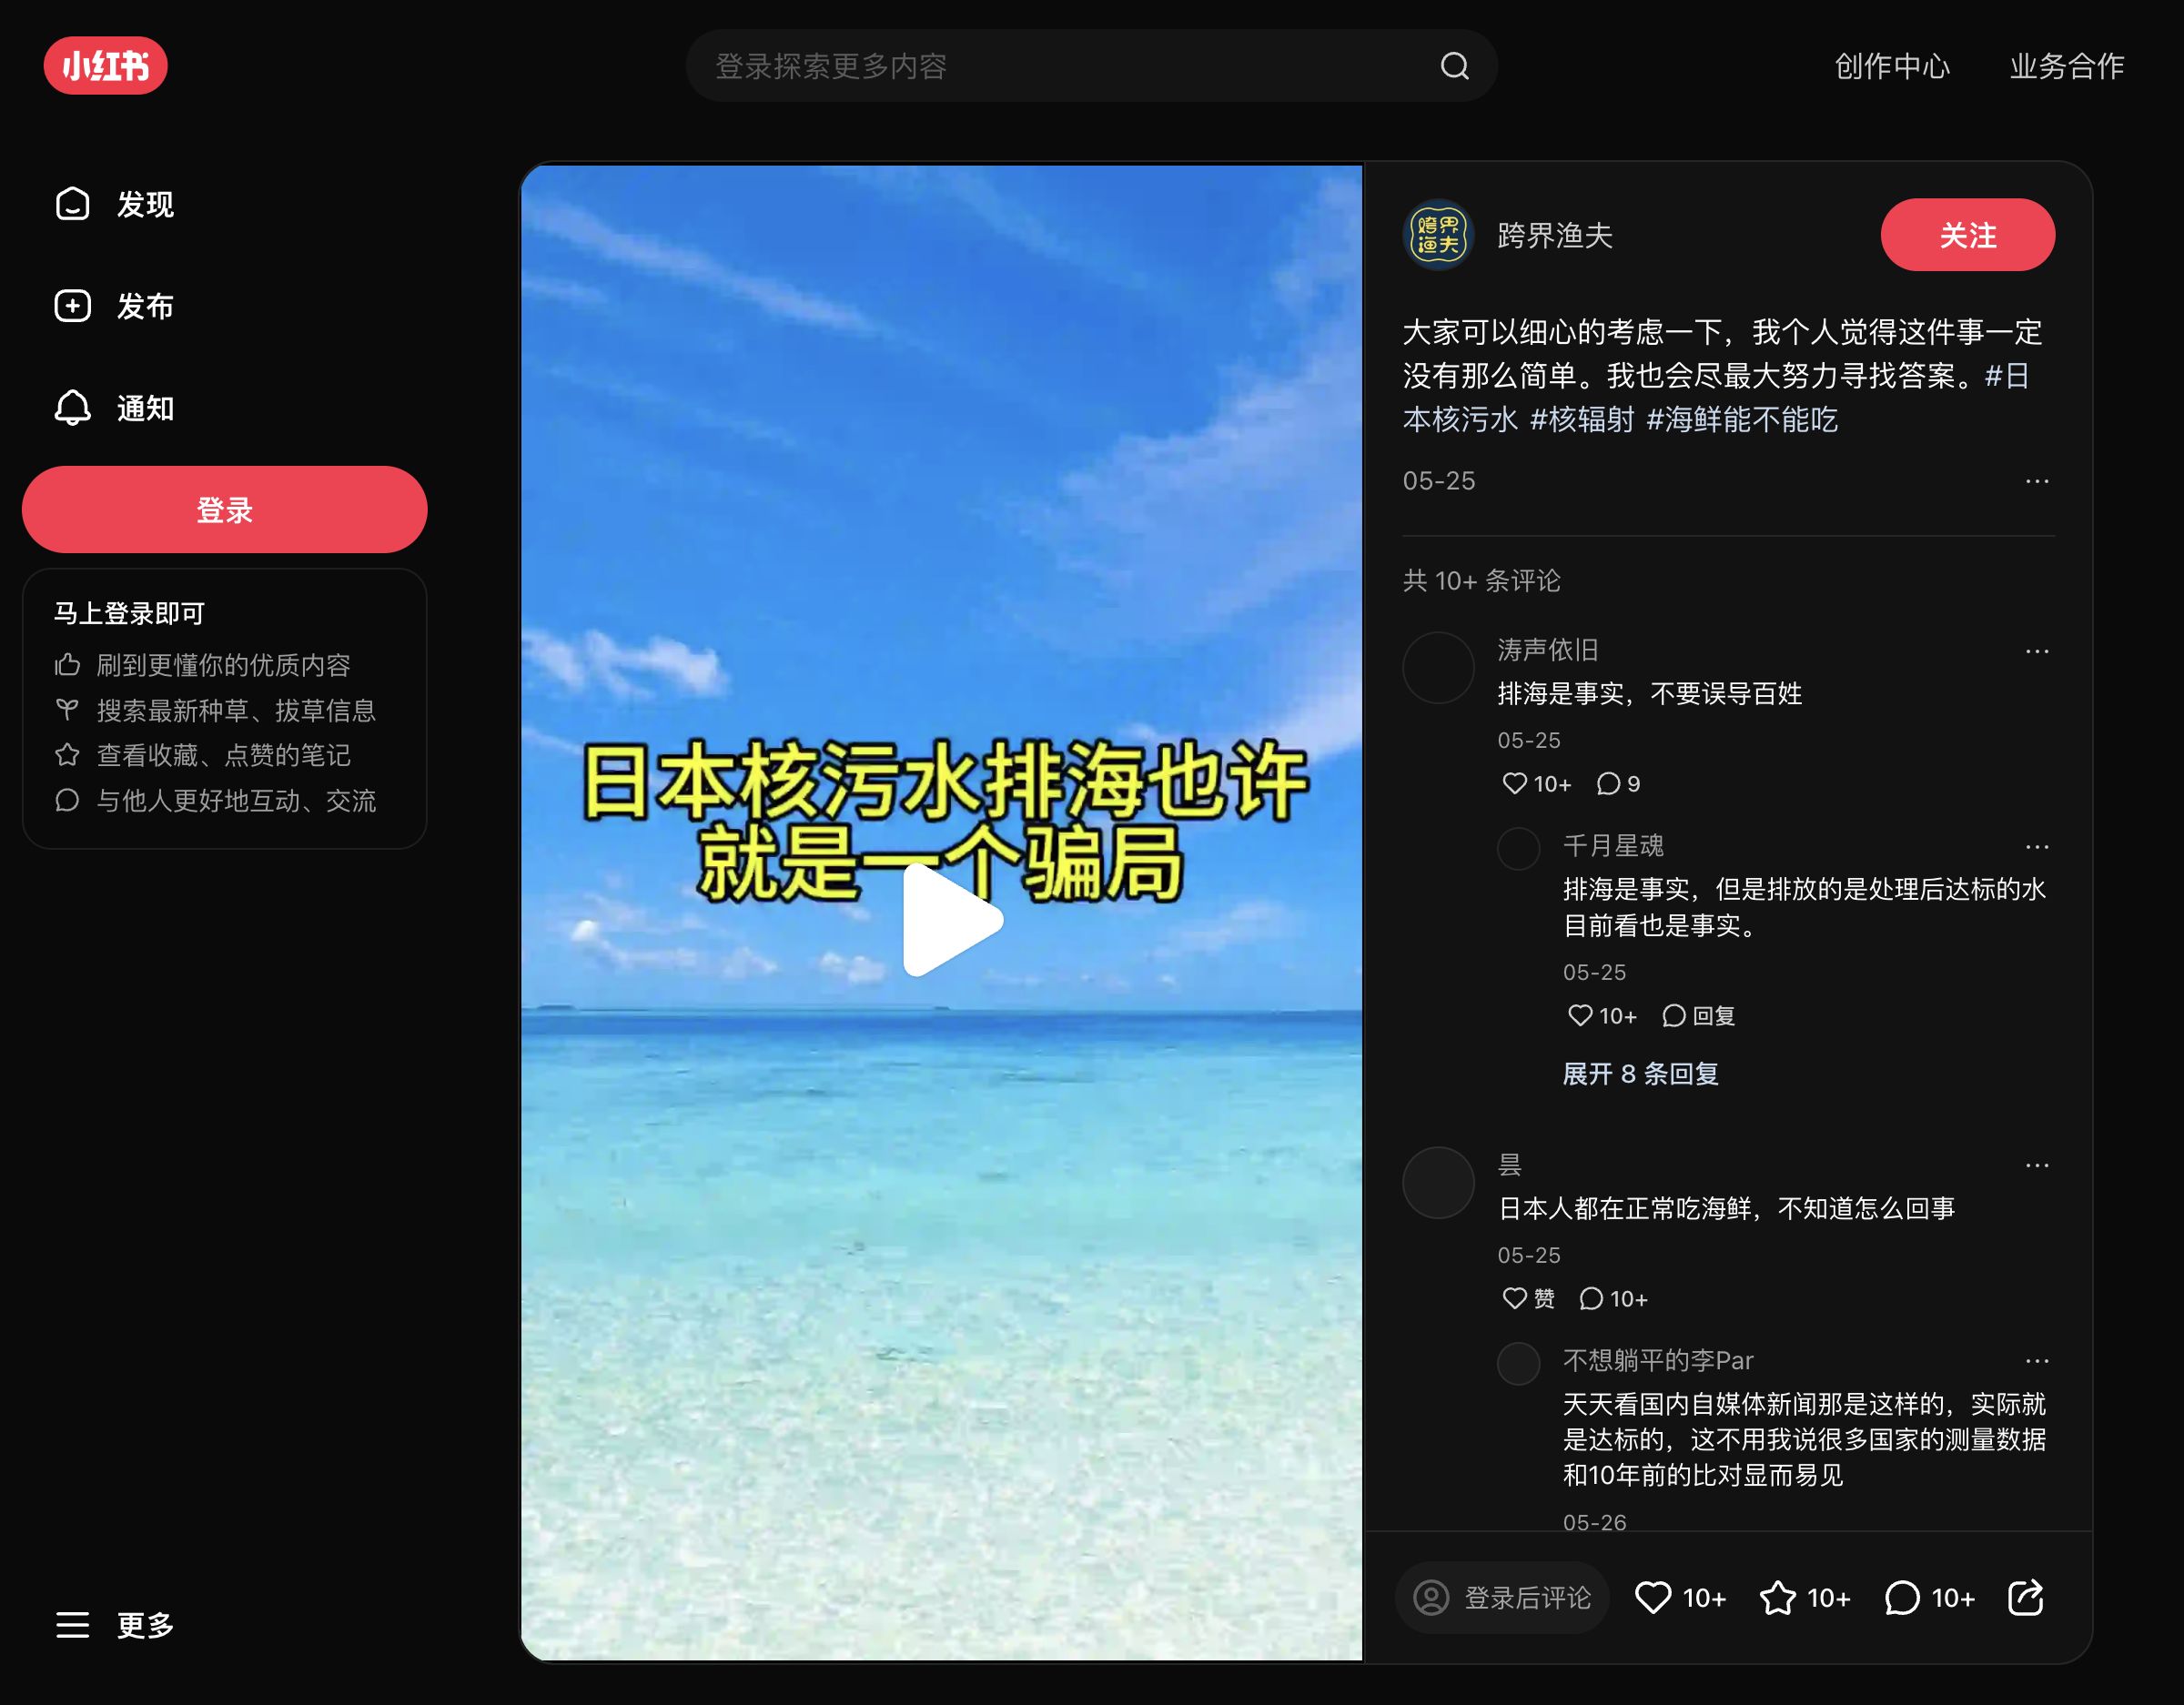 小红书
登录探索更多内容
创作中心
业务合作
发现
发布
通知
登录
马上登录即可
刷到更懂你的优质内容
搜索最新种草、拔草信息
查看收藏、点赞的笔记
与他人更好地互动、交流
更多
日本核污水排海也许
就是一个骗局
跨界
渔夫
跨界渔夫
关注
大家可以细心的考虑一下，我个人觉得这件事一定
没有那么简单。我也会尽最大努力寻找答案。#日
本核污水 #核辐射 #海鲜能不能吃
05-25
共 10+ 条评论
涛声依旧
排海是事实，不要误导百姓
05-25
10+ 9
千月星魂
排海是事实，但是排放的是处理后达标的水
目前看也是事实。
05-25
10+ 回复
展开 8 条回复
昙
日本人都在正常吃海鲜，不知道怎么回事
05-25
赞 10+
不想躺平的李Par
天天看国内自媒体新闻那是这样的，实际就
是达标的，这不用我说很多国家的测量数据
和10年前的比对显而易见
05-26
登录后评论 10+ 10+ 10+